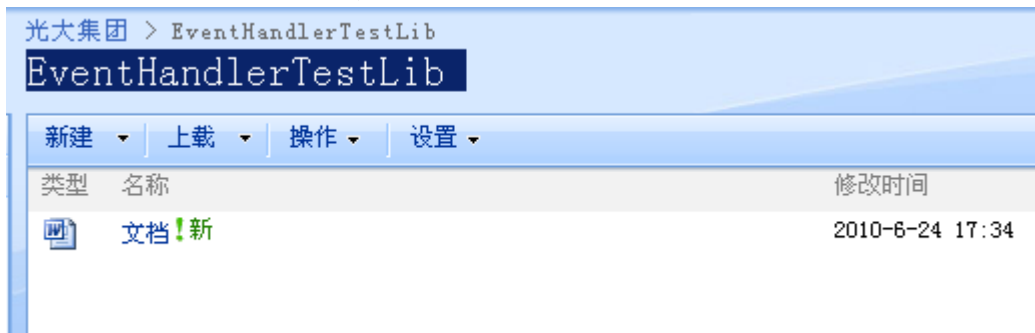 光大集团 > EventHandlerTestLib
EventHandlerTestLib
新建 上载 操作 设置
类型 名称 修改时间
文档 !新 2010-6-24 17:34